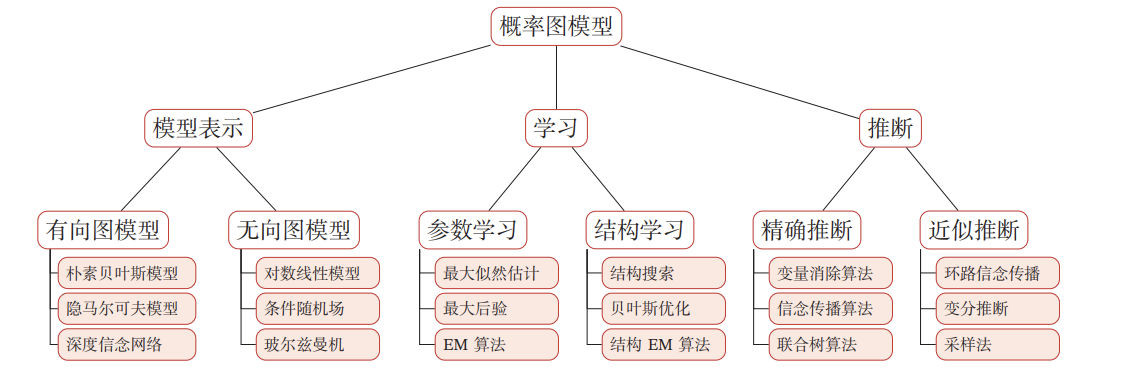 概率图模型
模型表示
学习
推断
有向图模型
无向图模型
参数学习
结构学习
精确推断
近似推断
朴素贝叶斯模型
对数线性模型
最大似然估计
结构搜索
变量消除算法
环路信念传播
隐马尔可夫模型
条件随机场
最大后验
贝叶斯优化
信念传播算法
变分推断
深度信念网络
玻尔兹曼机
EM 算法
结构 EM 算法
联合树算法
采样法